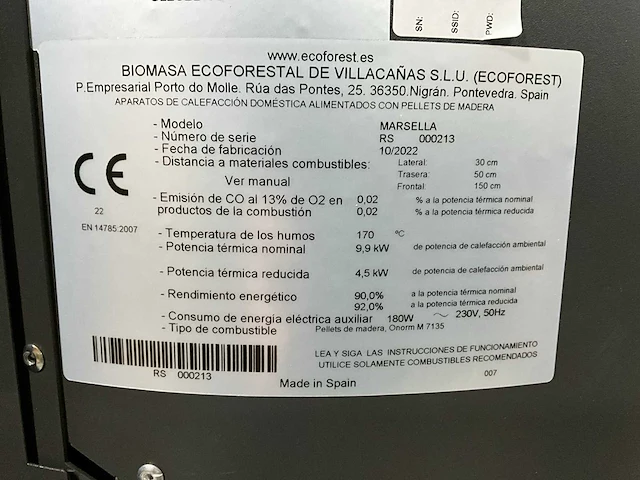 SN:
SSID:
PWD:
www.ecoforest.es
BIOMASA ECOFORESTAL DE VILLACAÑAS S.L.U. (ECOFOREST)
P.Empresarial Porto do Molle. Rúa das Pontes, 25. 36350.Nigrán. Pontevedra. Spain
APARATOS DE CALEFACCIÓN DOMÉSTICA ALIMENTADOS CON PELLETS DE MADERA
- Modelo MARSELLA
- Número de serie RS 000213
- Fecha de fabricación 10/2022
- Distancia a materiales combustibles: Lateral: 30 cm
Ver manual Trasera: 50 cm
Frontal: 150 cm
CE
22
EN 14785:2007
- Emisión de CO al 13% de O2 en 0,02 % a la potencia térmica nominal
productos de la combustión 0,02 % a la potencia térmica reducida
- Temperatura de los humos 170 ºC
- Potencia térmica nominal 9,9 kW de potencia de calefacción ambiental
- Potencia térmica reducida 4,5 kW de potencia de calefacción ambiental
- Rendimiento energético 90,0% a la potencia térmica nominal
92,0% a la potencia térmica reducida
- Consumo de energía eléctrica auxiliar 180W ~ 230V, 50Hz
- Tipo de combustible Pellets de madera, Onorm M 7135
LEA Y SIGA LAS INSTRUCCIONES DE FUNCIONAMIENTO
UTILICE SOLAMENTE COMBUSTIBLES RECOMENDADOS
RS 000213
007
Made in Spain